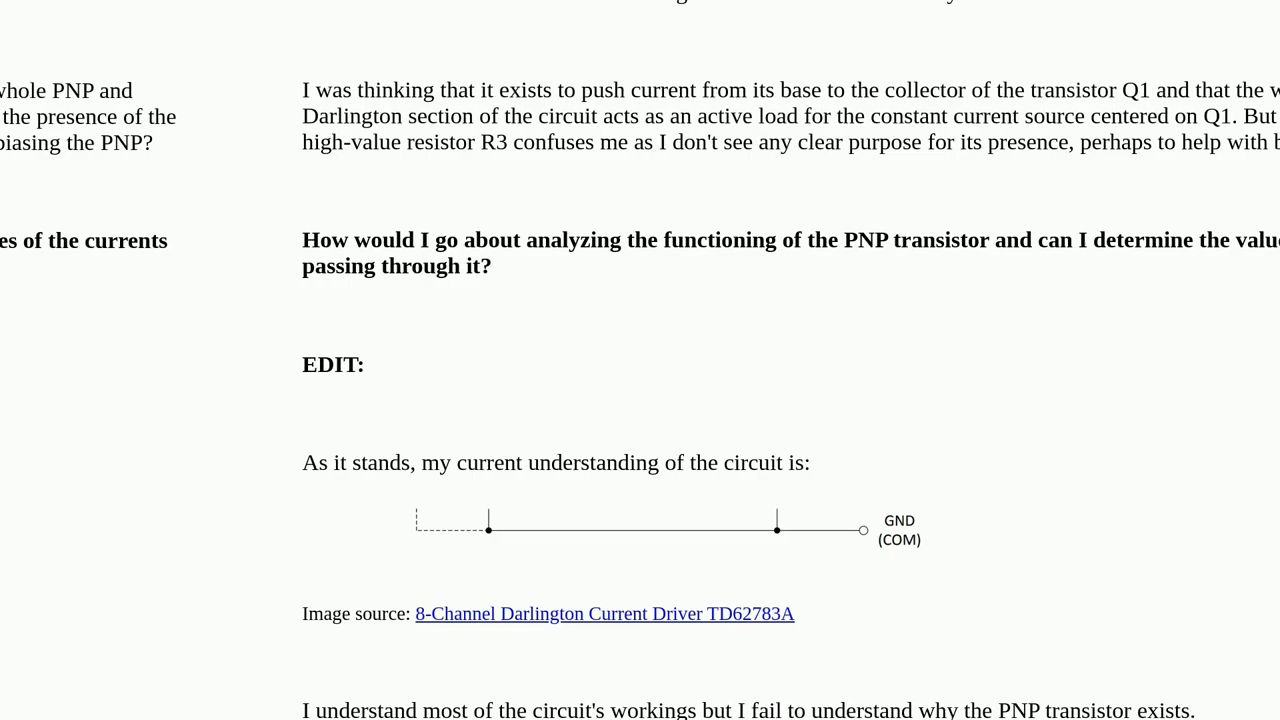 whole PNP and
the presence of the
biasing the PNP?
es of the currents
I was thinking that it exists to push current from its base to the collector of the transistor Q1 and that the
Darlington section of the circuit acts as an active load for the constant current source centered on Q1. But
high-value resistor R3 confuses me as I don't see any clear purpose for its presence, perhaps to help with
How would I go about analyzing the functioning of the PNP transistor and can I determine the value
passing through it?
EDIT:
As it stands, my current understanding of the circuit is:
GND
(COM)
Image source: 8-Channel Darlington Current Driver TD62783A
I understand most of the circuit's workings but I fail to understand why the PNP transistor exists.